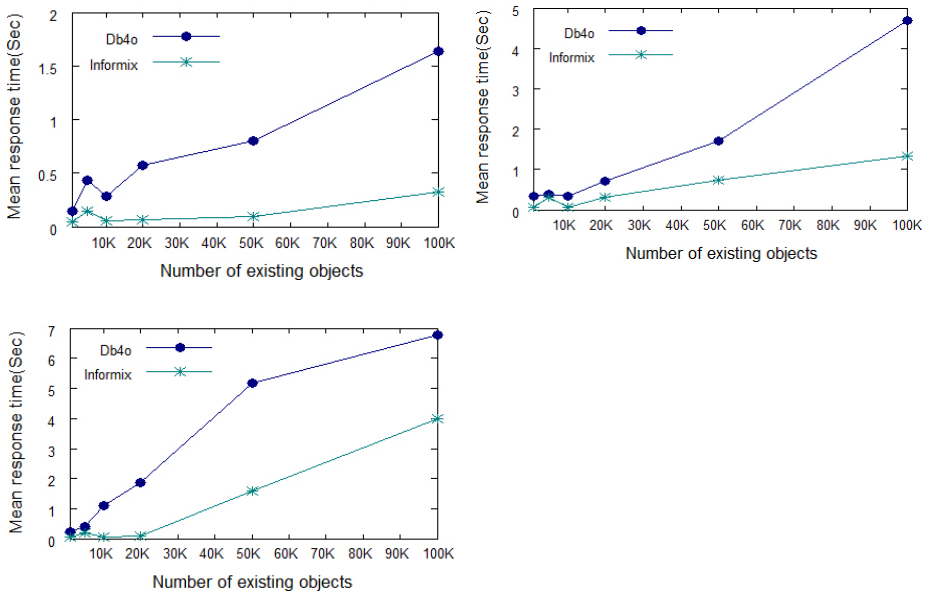 2
1.5
1
0.5
0
Mean response time(Sec)
Db4o
Informix
10K 20K 30K 40K 50K 60K 70K 80K 90K 100K
Number of existing objects
5
4
3
2
1
0
Mean response time(Sec)
Db4o
Informix
10K 20K 30K 40K 50K 60K 70K 80K 90K 100K
Number of existing objects
7
6
5
4
3
2
1
0
Mean response time(Sec)
Db4o
Informix
10K 20K 30K 40K 50K 60K 70K 80K 90K 100K
Number of existing objects